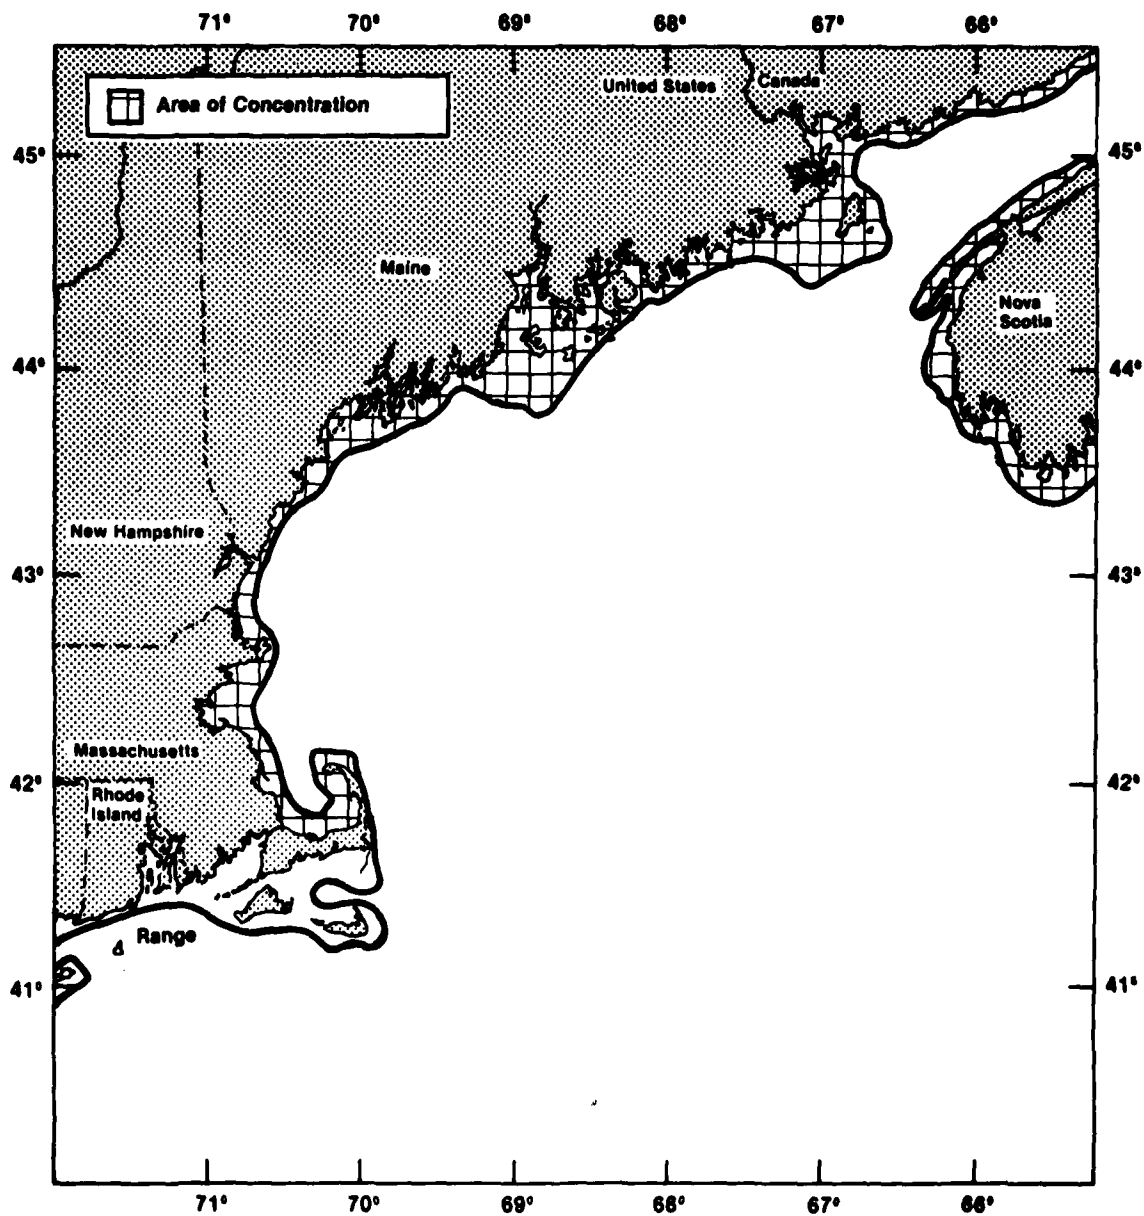 71° 70° 69° 68° 67° 66°
United States
Canada
Area of Concentration
45° 45°
Maine
Nova
Scotia
44° 44°
New Hampshire
43° 43°
Massachusetts
42° 42°
Rhode
Island
Range
41° 41°
71° 70° 69° 68° 67° 66°